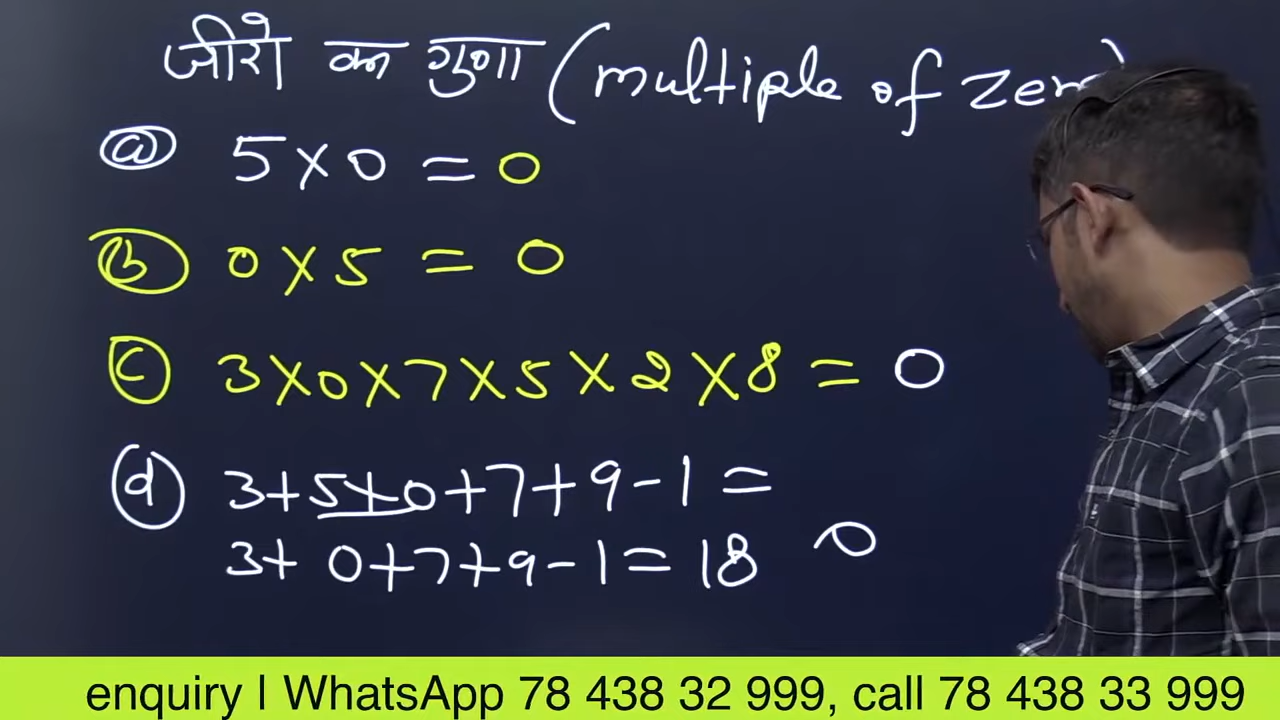 जीरो का गुणा (multiple of zero)
(a) 5 × 0 = 0
(b) 0 × 5 = 0
(c) 3 × 0 × 7 × 5 × 2 × 8 = 0
(d) 3 + 5 × 0 + 7 + 9 - 1 =
3 + 0 + 7 + 9 - 1 = 18 0
enquiry | WhatsApp 78 438 32 999, call 78 438 33 999